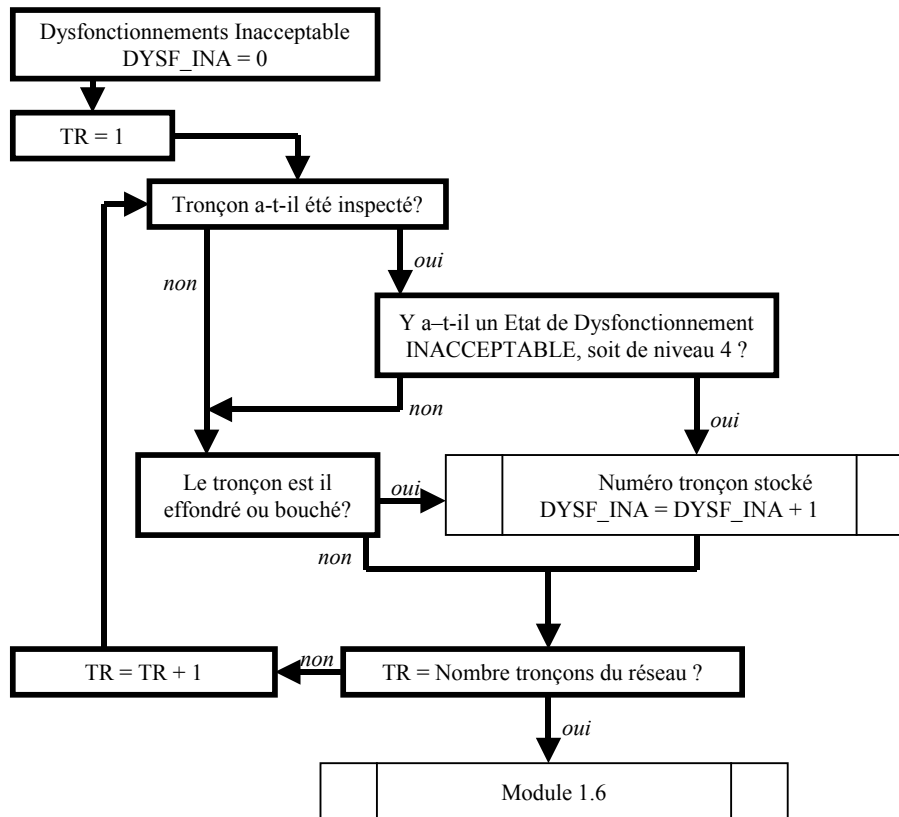 Dysfonctionnements Inacceptable
DYSF_INA = 0
TR = 1
Tronçon a-t-il été inspecté?
oui
non
Y a–t-il un Etat de Dysfonctionnement
INACCEPTABLE, soit de niveau 4 ?
non
oui
Le tronçon est il
effondré ou bouché?
oui
Numéro tronçon stocké
DYSF_INA = DYSF_INA + 1
non
TR = TR + 1
non
TR = Nombre tronçons du réseau ?
oui
Module 1.6